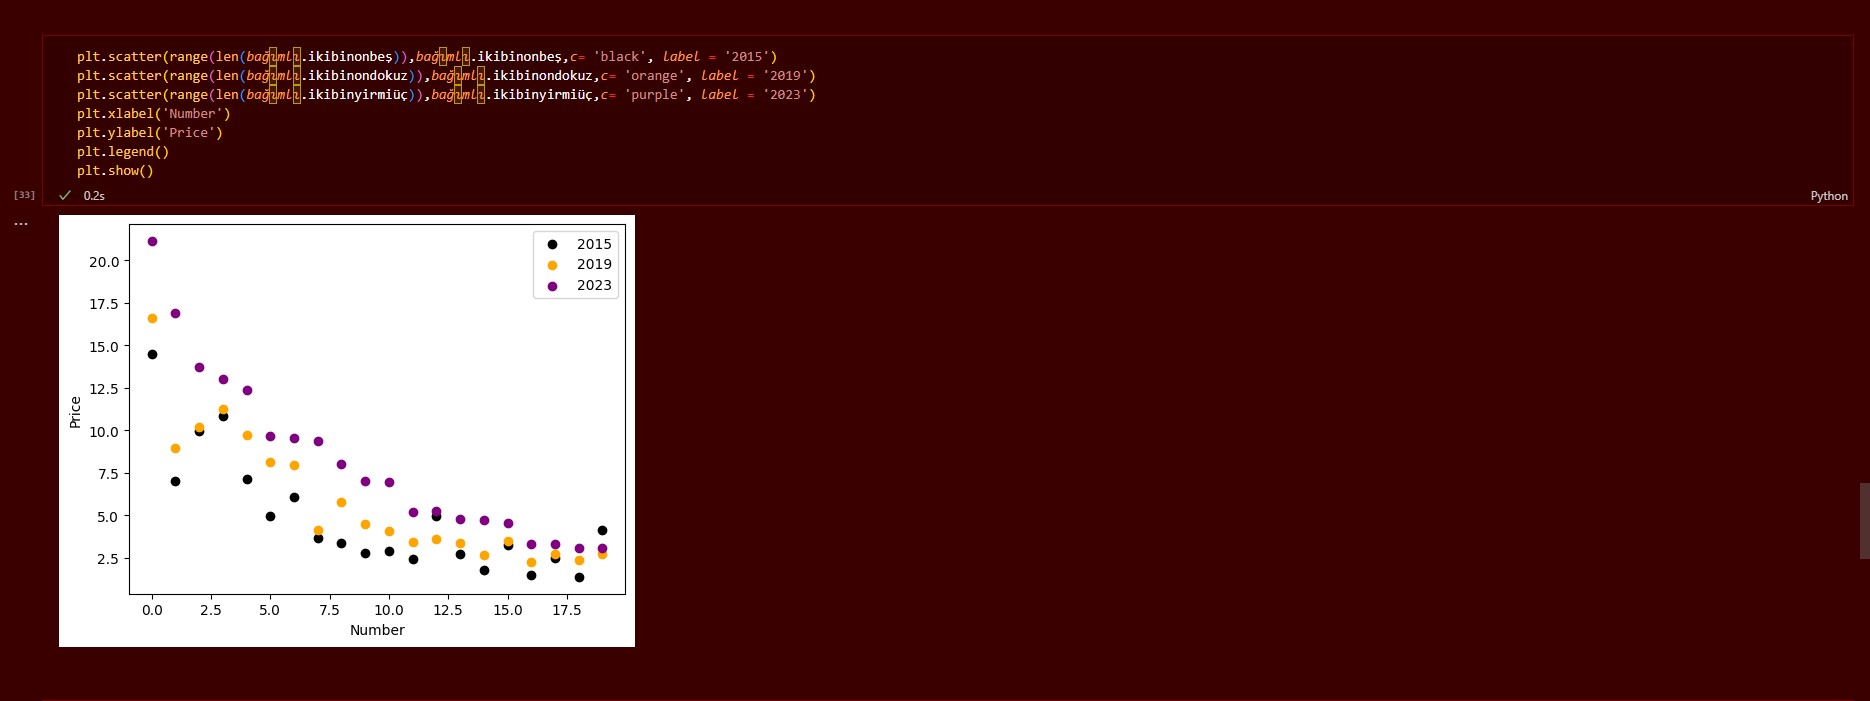 plt.scatter(range(len(bağımlı.ikibinonbeş)),bağımlı.ikibinonbeş,c= 'black', label = '2015')
plt.scatter(range(len(bağımlı.ikibinondokuz)),bağımlı.ikibinondokuz,c= 'orange', label = '2019')
plt.scatter(range(len(bağımlı.ikibinyirmiüç)),bağımlı.ikibinyirmiüç,c= 'purple', label = '2023')
plt.xlabel('Number')
plt.ylabel('Price')
plt.legend()
plt.show()
[33] 0.2s Python
...
2015
2019
2023
20.0
17.5
15.0
12.5
10.0
7.5
5.0
2.5
Price
0.0 2.5 5.0 7.5 10.0 12.5 15.0 17.5
Number